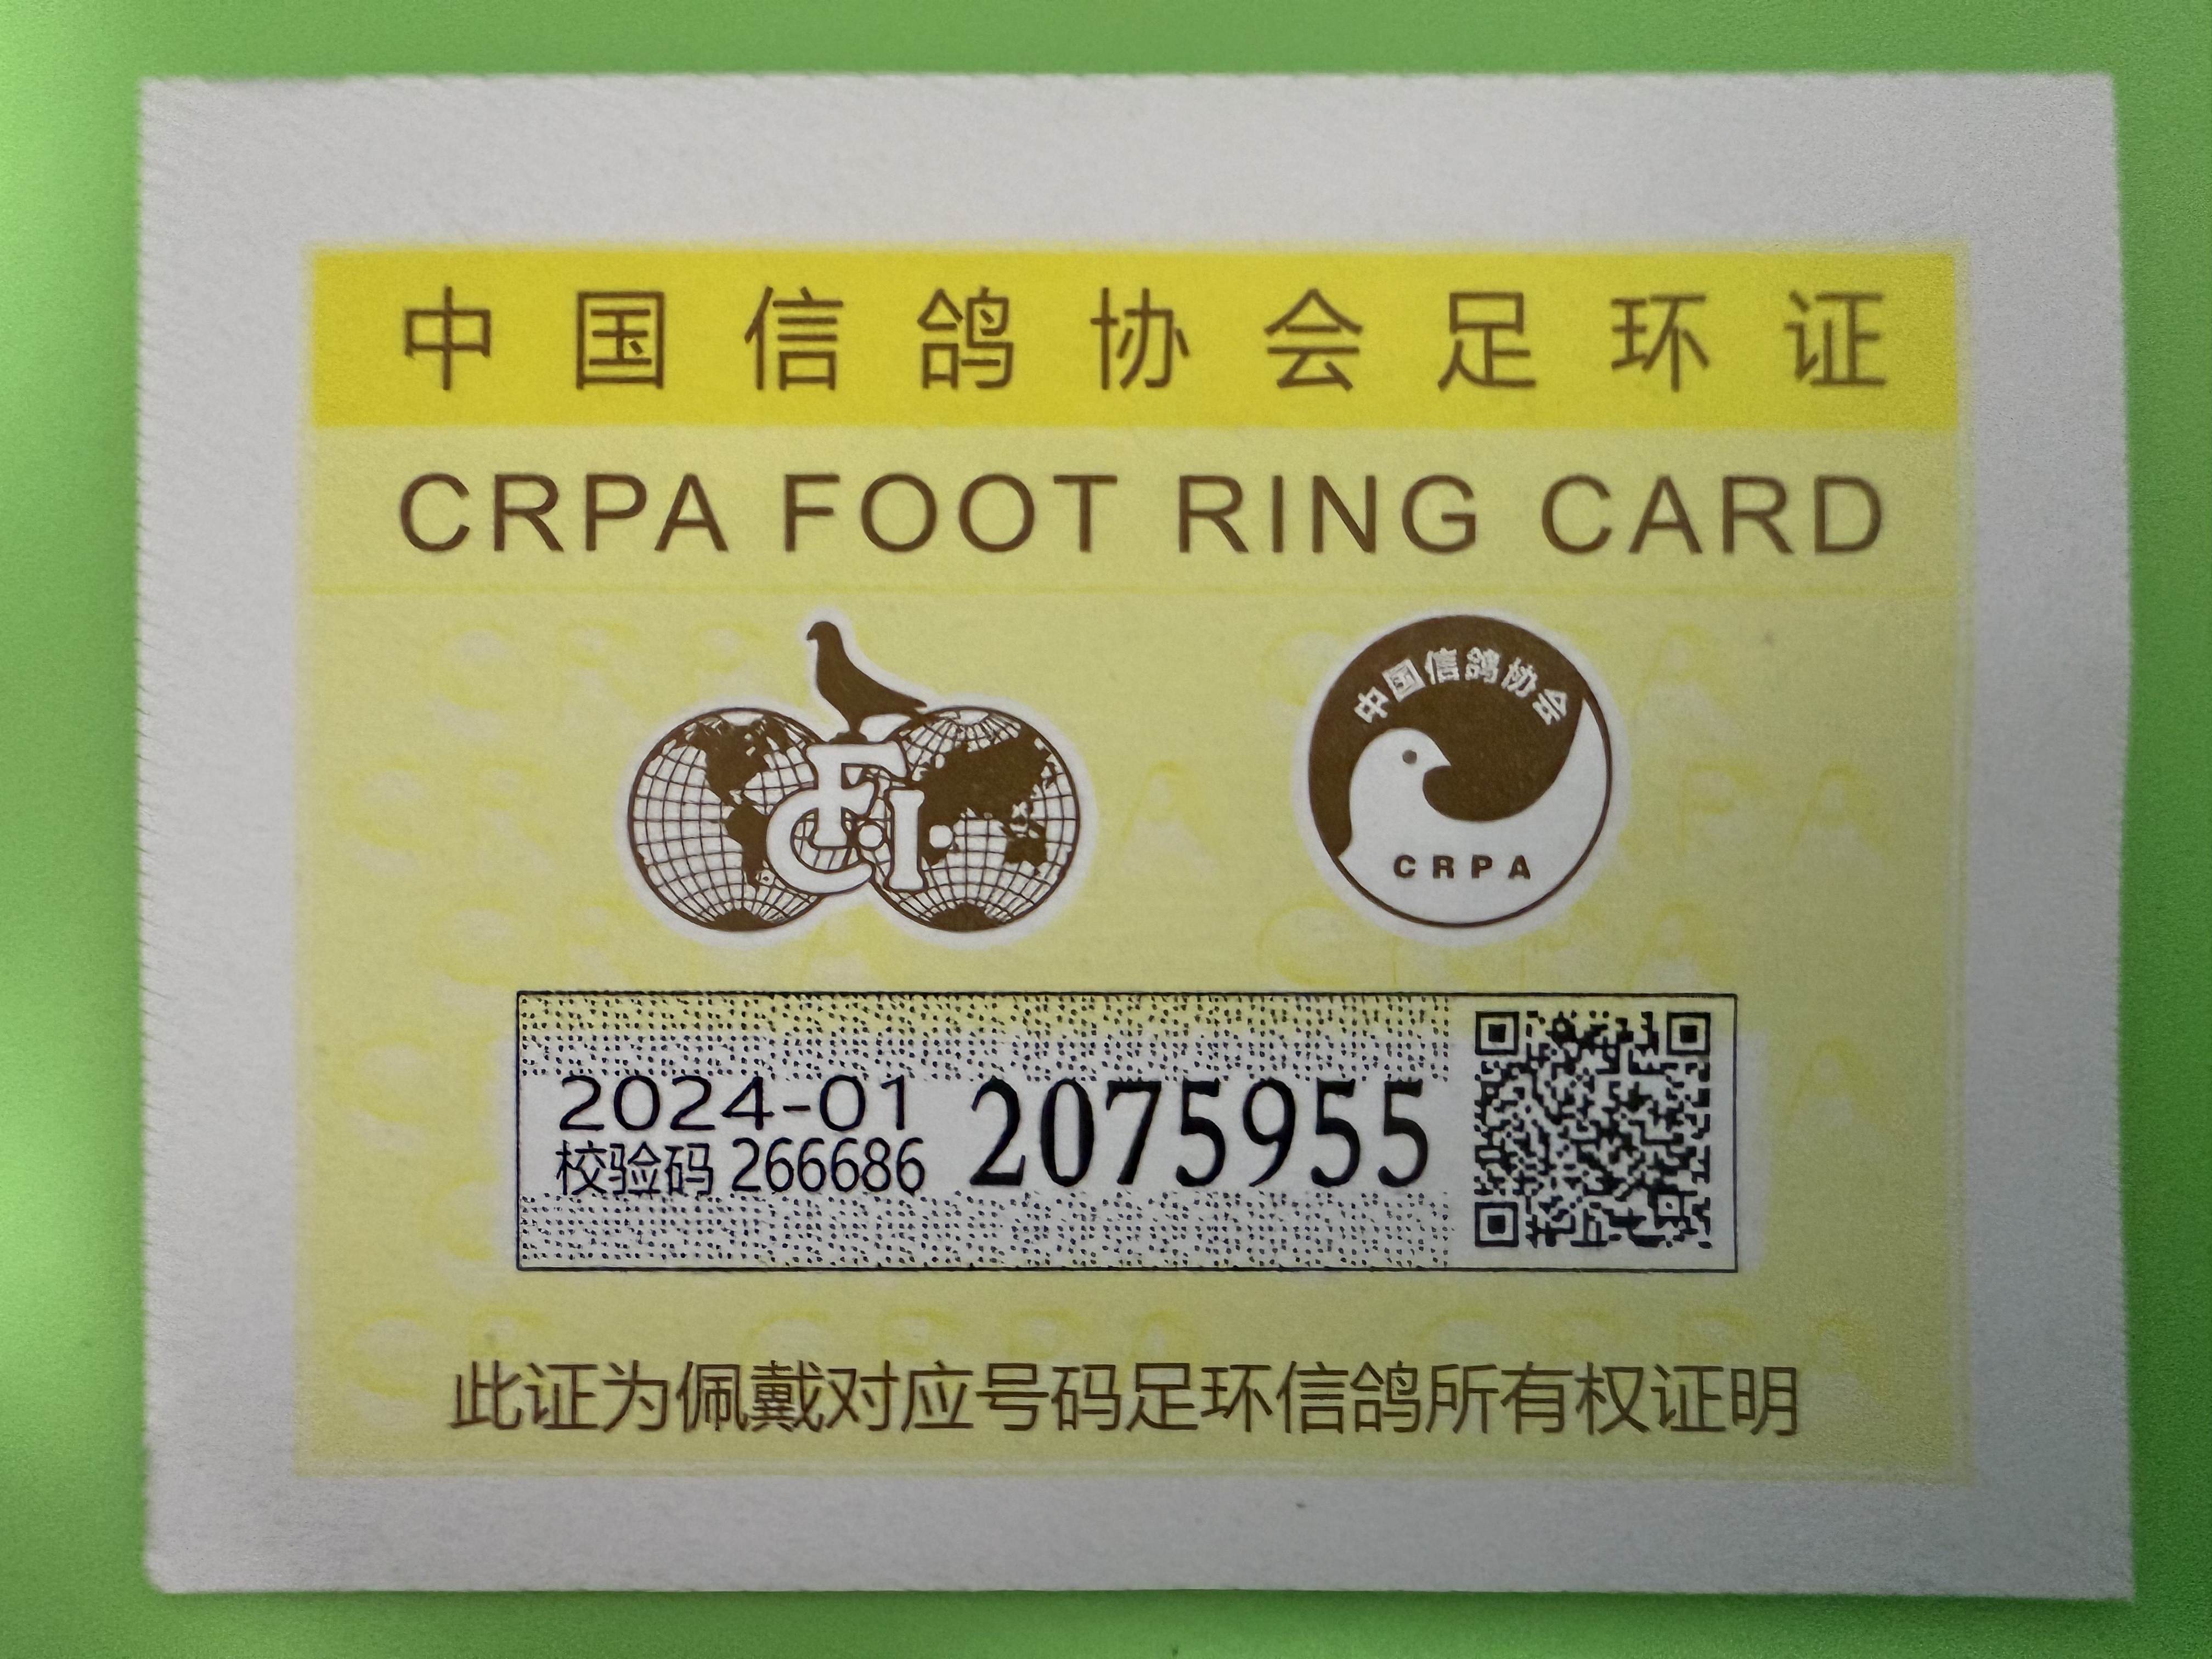 中国信鸽协会足环证
CRPA FOOT RING CARD
FCI
中国信鸽协会
CRPA
2024-01
校验码 266686
2075955
此证为佩戴对应号码足环信鸽所有权证明